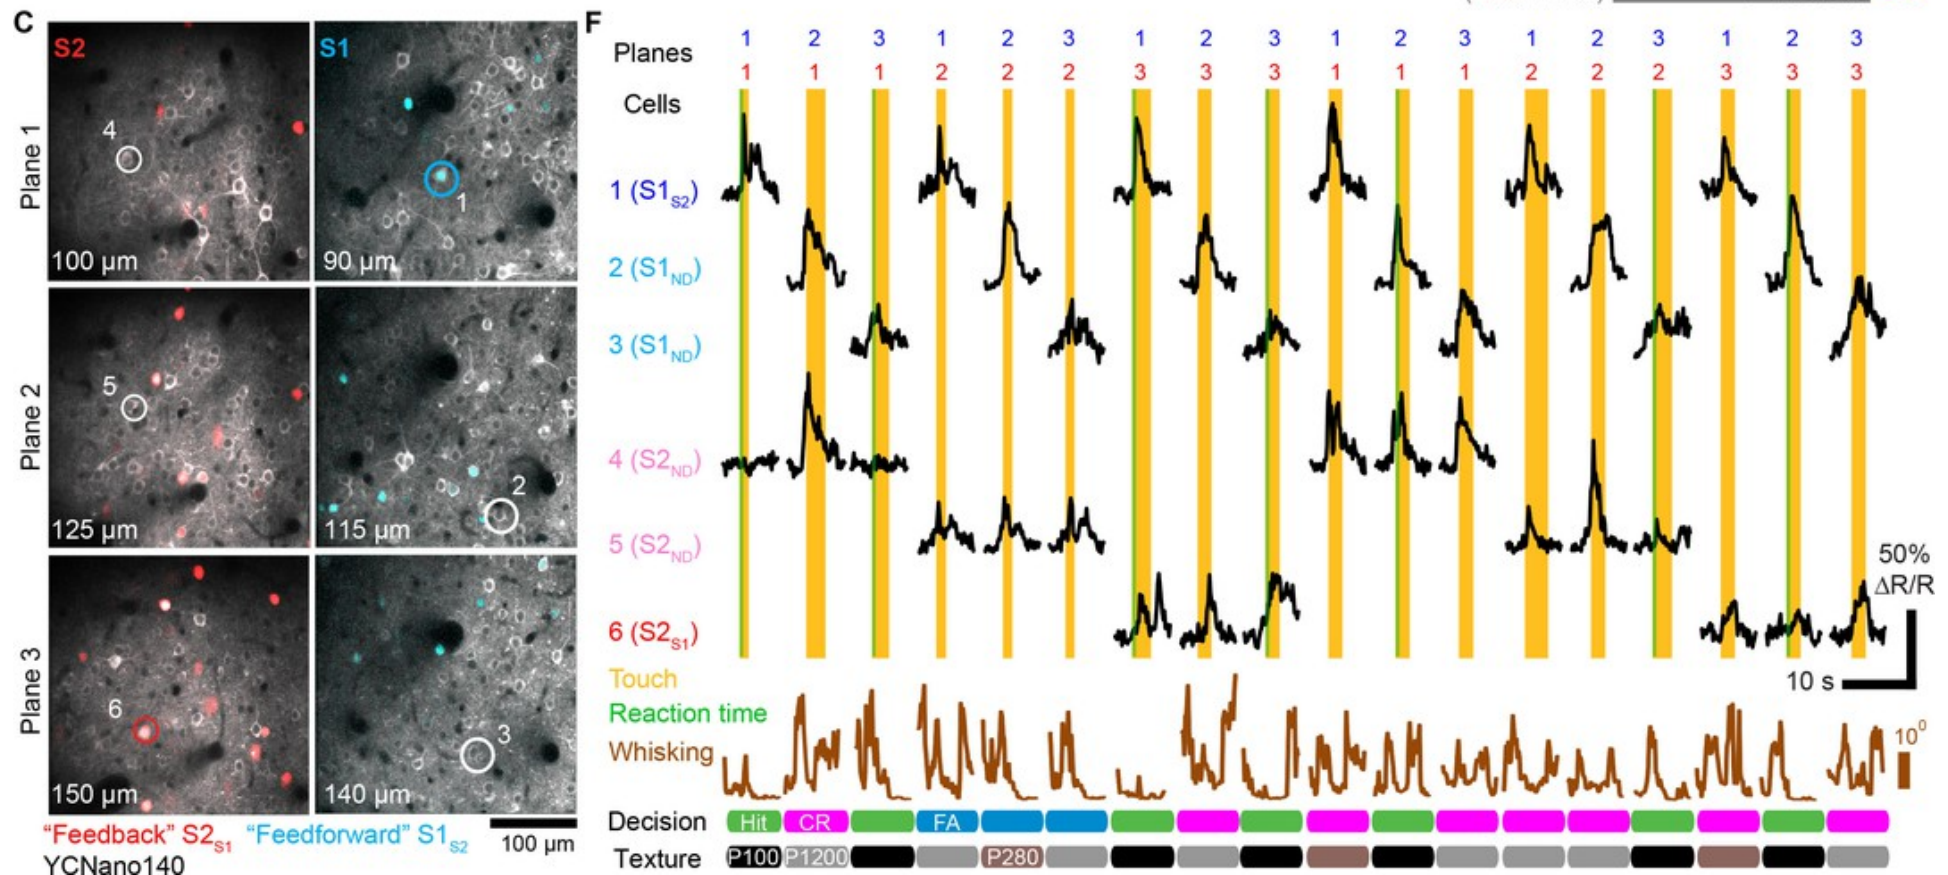 C
S2
S1
Plane 1
4
1
100 µm
90 µm
Plane 2
5
2
125 µm
115 µm
Plane 3
6
3
150 µm
140 µm
"Feedback" S2S1 "Feedforward" S1S2
100 µm
YCNano140
F
Planes
1 2 3 1 2 3 1 2 3 1 2 3 1 2 3 1 2 3
1 1 1 2 2 2 3 3 3 1 1 1 2 2 2 3 3 3
Cells
1 (S1S2)
2 (S1ND)
3 (S1ND)
4 (S2ND)
5 (S2ND)
6 (S2S1)
50%
ΔR/R
10 s
Touch
Reaction time
Whisking
10⁰
Decision Hit CR FA
Texture P100 P1200 P280